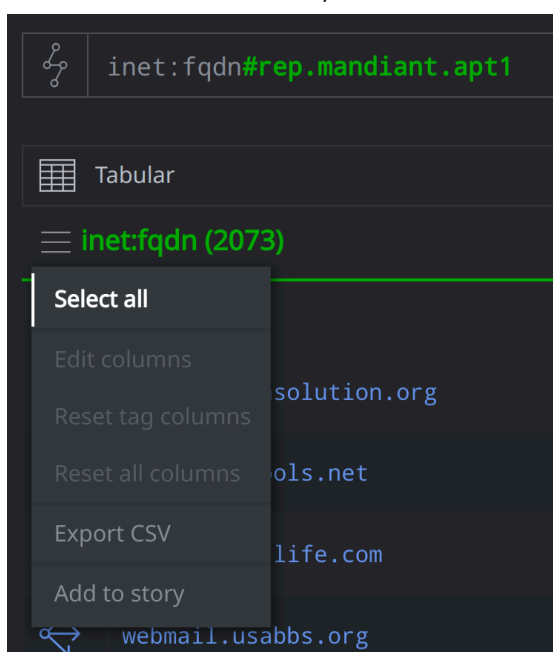 inet:fqdn#rep.mandiant.apt1
Tabular
inet:fqdn (2073)
Select all
Edit columns
solution.org
Reset tag columns
Reset all columns
ols.net
Export CSV
life.com
Add to story
webmail.usabbs.org